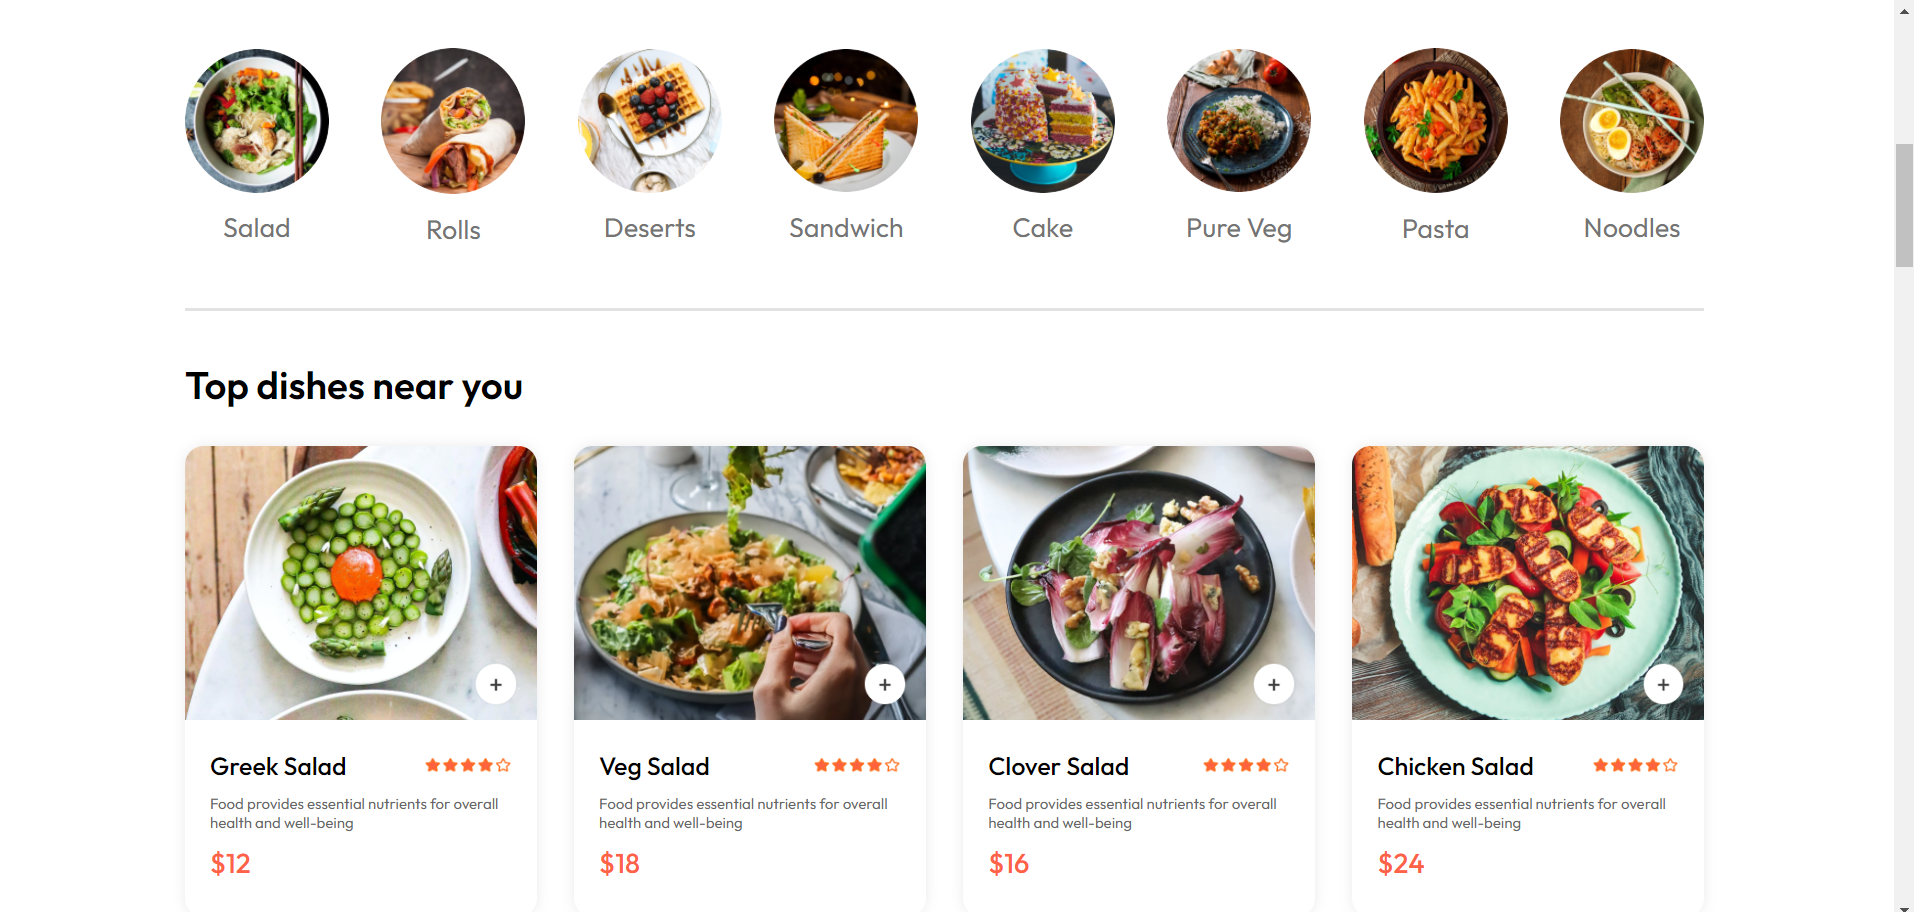 Salad Rolls Deserts Sandwich Cake Pure Veg Pasta Noodles
Top dishes near you
Greek Salad
Food provides essential nutrients for overall
health and well-being
$12
Veg Salad
Food provides essential nutrients for overall
health and well-being
$18
Clover Salad
Food provides essential nutrients for overall
health and well-being
$16
Chicken Salad
Food provides essential nutrients for overall
health and well-being
$24